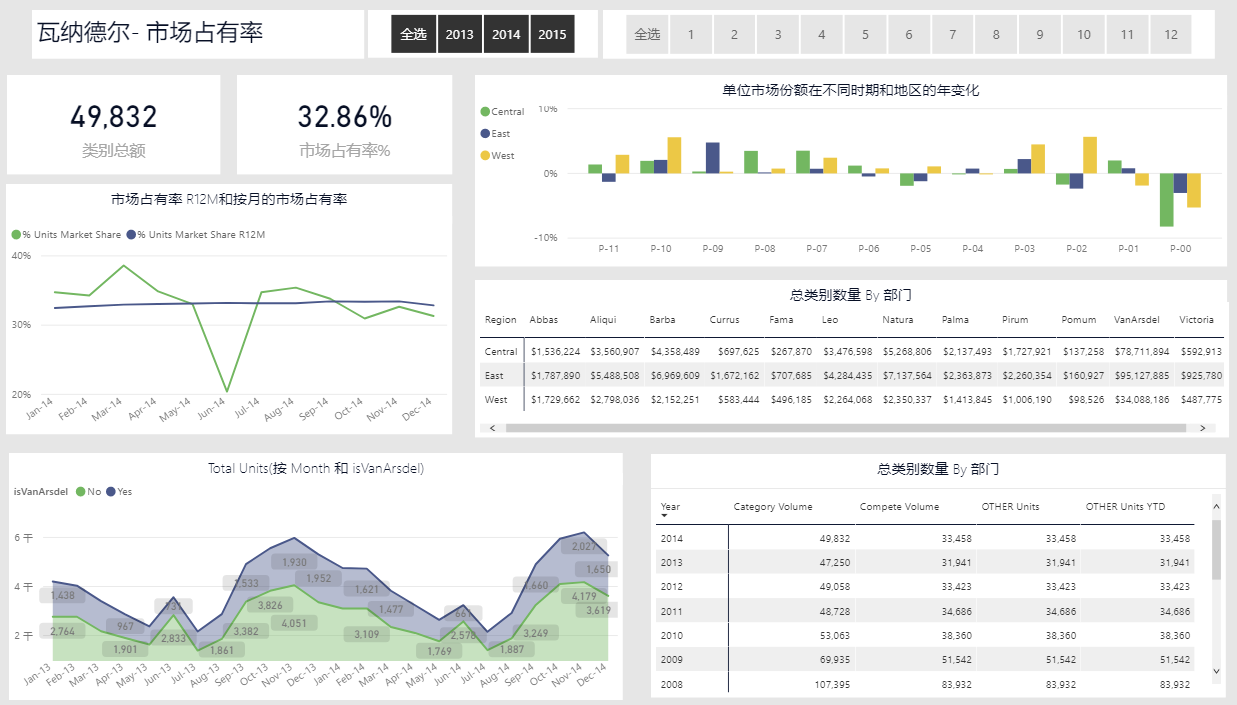 瓦纳德尔- 市场占有率
全选 2013 2014 2015
全选 1 2 3 4 5 6 7 8 9 10 11 12
49,832
类别总额
32.86%
市场占有率%
单位市场份额在不同时期和地区的年变化
Central
East
West
10%
0%
-10%
P-11 P-10 P-09 P-08 P-07 P-06 P-05 P-04 P-03 P-02 P-01 P-00
市场占有率 R12M和按月的市场占有率
% Units Market Share % Units Market Share R12M
40%
30%
20%
Jan-14 Feb-14 Mar-14 Apr-14 May-14 Jun-14 Jul-14 Aug-14 Sep-14 Oct-14 Nov-14 Dec-14
总类别数量 By 部门
Region Abbas Aliqui Barba Currus Fama Leo Natura Palma Pirum Pomum VanArsdel Victoria
Central $1,536,224 $3,560,907 $4,358,489 $697,625 $267,870 $3,476,598 $5,268,806 $2,137,493 $1,727,921 $137,258 $78,711,894 $592,913
East $1,787,890 $5,488,508 $6,969,609 $1,672,162 $707,685 $4,284,435 $7,137,564 $2,363,873 $2,260,354 $160,927 $95,127,885 $925,780
West $1,729,662 $2,798,036 $2,152,251 $583,444 $496,185 $2,264,068 $2,350,337 $1,413,845 $1,006,190 $98,526 $34,088,186 $487,775
Total Units(按 Month 和 isVanArsdel)
isVanArsdel No Yes
6 千
4 千
2 千
1,438 967 737 1,533 1,930 1,952 1,621 1,477 667 1,660 2,027 1,650
2,764 1,901 2,833 1,861 3,382 3,826 4,051 3,109 1,769 2,578 1,887 3,249 4,179 3,619
Jan-13 Feb-13 Mar-13 Apr-13 May-13 Jun-13 Jul-13 Aug-13 Sep-13 Oct-13 Nov-13 Dec-13 Jan-14 Feb-14 Mar-14 Apr-14 May-14 Jun-14 Jul-14 Aug-14 Sep-14 Oct-14 Nov-14 Dec-14
总类别数量 By 部门
Year Category Volume Compete Volume OTHER Units OTHER Units YTD
2014 49,832 33,458 33,458 33,458
2013 47,250 31,941 31,941 31,941
2012 49,058 33,423 33,423 33,423
2011 48,728 34,686 34,686 34,686
2010 53,063 38,360 38,360 38,360
2009 69,935 51,542 51,542 51,542
2008 107,395 83,932 83,932 83,932